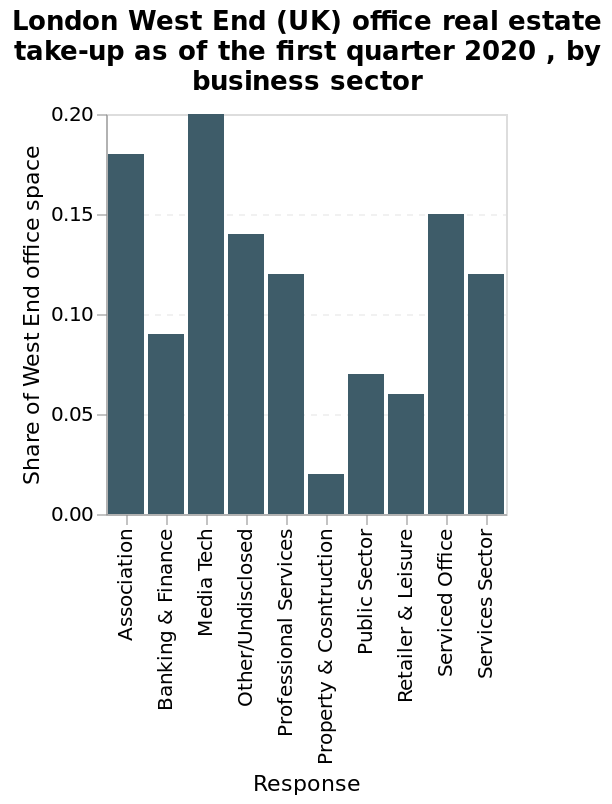 London West End (UK) office real estate
take-up as of the first quarter 2020 , by
business sector
Share of West End office space
0.20
0.15
0.10
0.05
0.00
Association
Banking & Finance
Media Tech
Other/Undisclosed
Professional Services
Property & Cosntruction
Public Sector
Retailer & Leisure
Serviced Office
Services Sector
Response